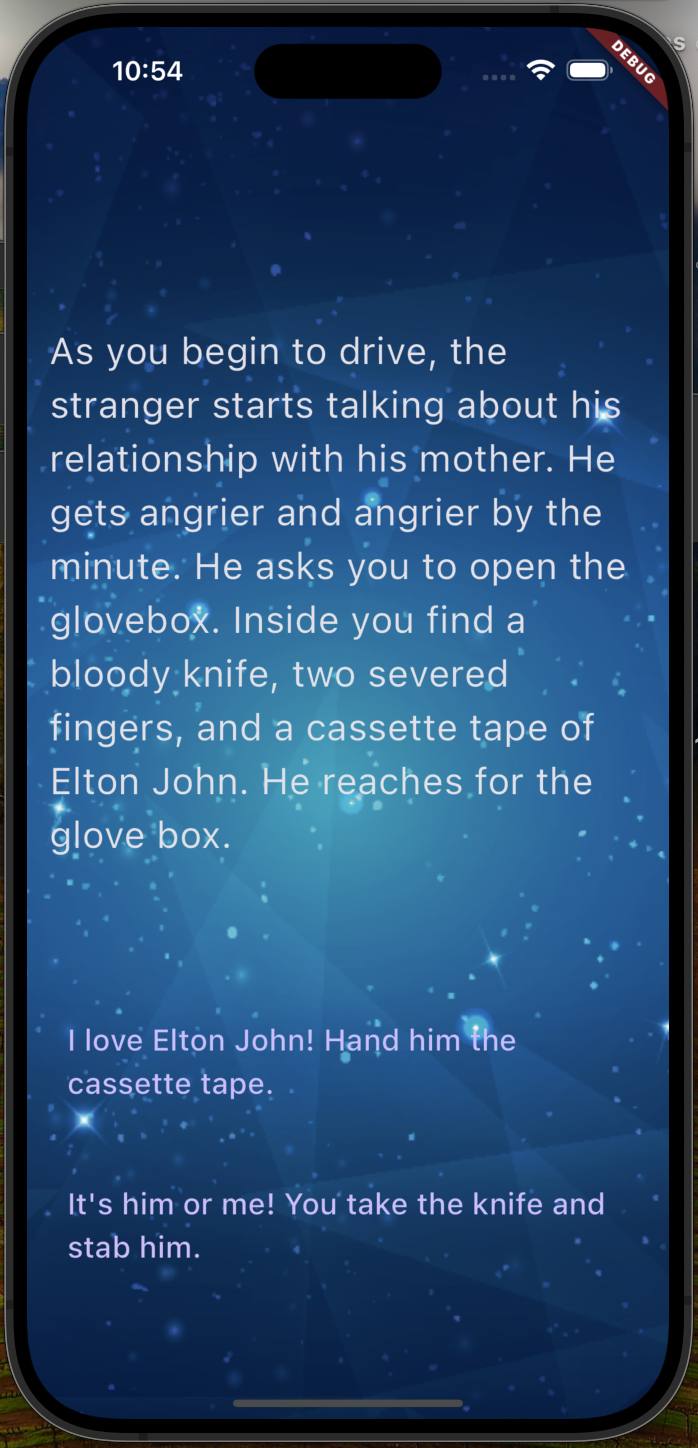 10:54
DEBUG
As you begin to drive, the
stranger starts talking about his
relationship with his mother. He
gets angrier and angrier by the
minute. He asks you to open the
glovebox. Inside you find a
bloody knife, two severed
fingers, and a cassette tape of
Elton John. He reaches for the
glove box.
I love Elton John! Hand him the
cassette tape.
It's him or me! You take the knife and
stab him.